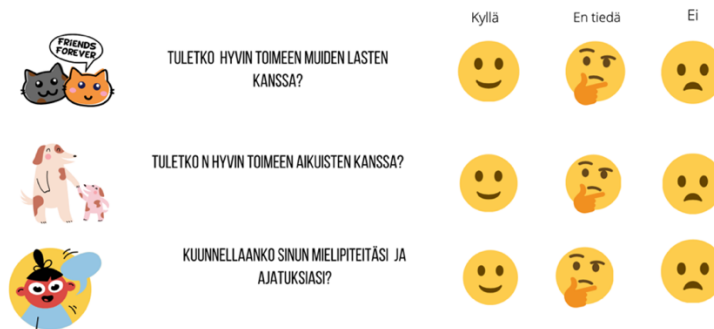 Kyllä En tiedä Ei
FRIENDS
FOREVER
TULETKO HYVIN TOIMEEN MUIDEN LASTEN
KANSSA?
TULETKO N HYVIN TOIMEEN AIKUISTEN KANSSA?
KUUNNELLAANKO SINUN MIELIPITEITÄSI JA
AJATUKSIASI?